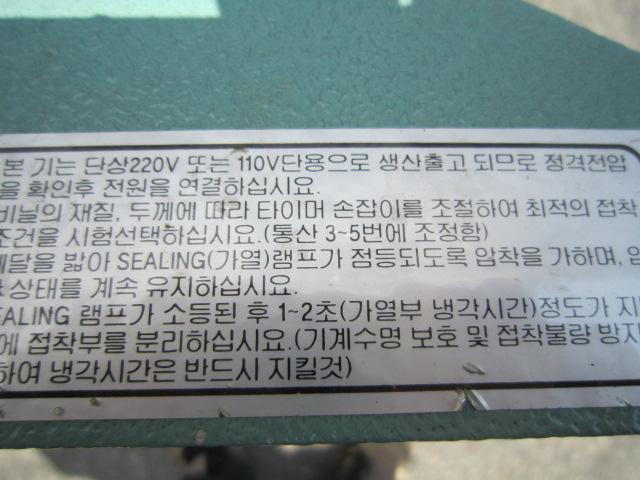 본 기는 단상220V 또는 110V단용으로 생산출고 되므로 정격전압
을 확인후 전원을 연결하십시요.
비닐의 재질, 두께에 따라 타이머 손잡이를 조절하여 최적의 접착
조건을 시험선택하십시요.(통산 3~5번에 조정함)
페달을 밟아 SEALING(가열)램프가 점등되도록 압착을 가하며,
상태를 계속 유지하십시요.
SEALING 램프가 소등된 후 1~2초(가열부 냉각시간)정도가 지
에 접착부를 분리하십시요.(기계수명 보호 및 접착불량 방지
하여 냉각시간은 반드시 지킬것)